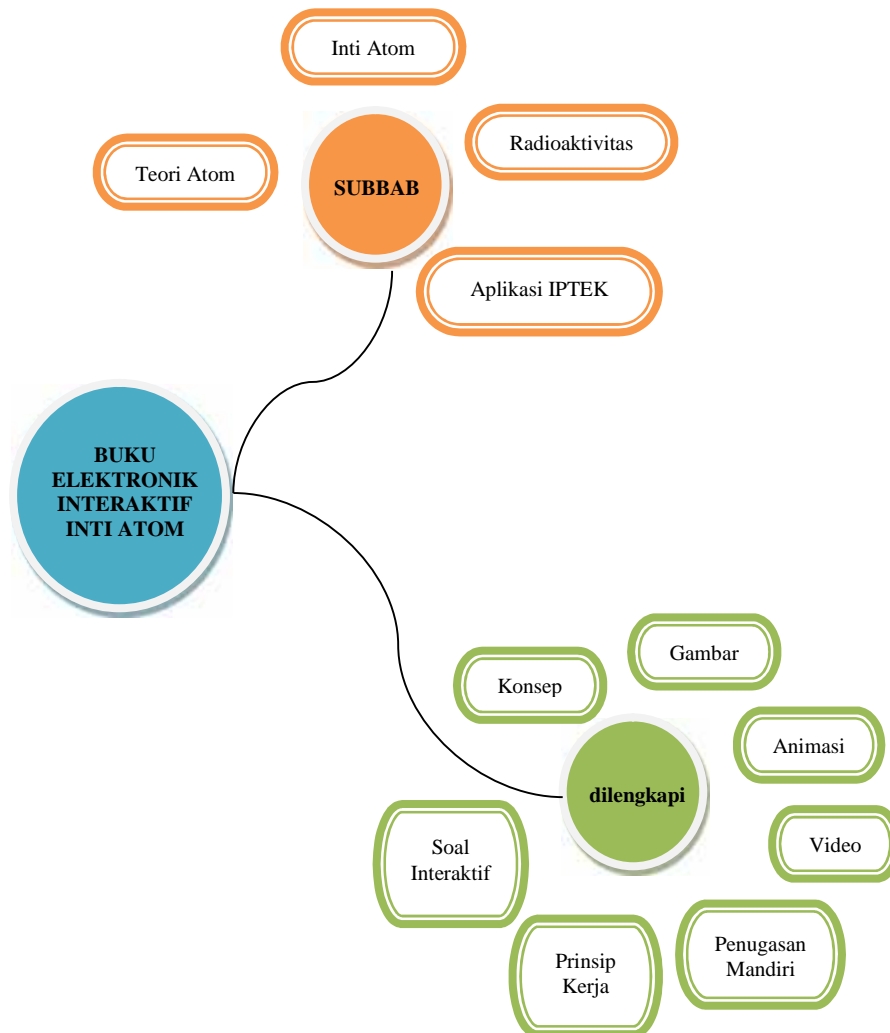 Inti Atom
Radioaktivitas
Teori Atom
SUBBAB
Aplikasi IPTEK
BUKU
ELEKTRONIK
INTERAKTIF
INTI ATOM
Gambar
Konsep
Animasi
dilengkapi
Video
Soal
Interaktif
Penugasan
Mandiri
Prinsip
Kerja